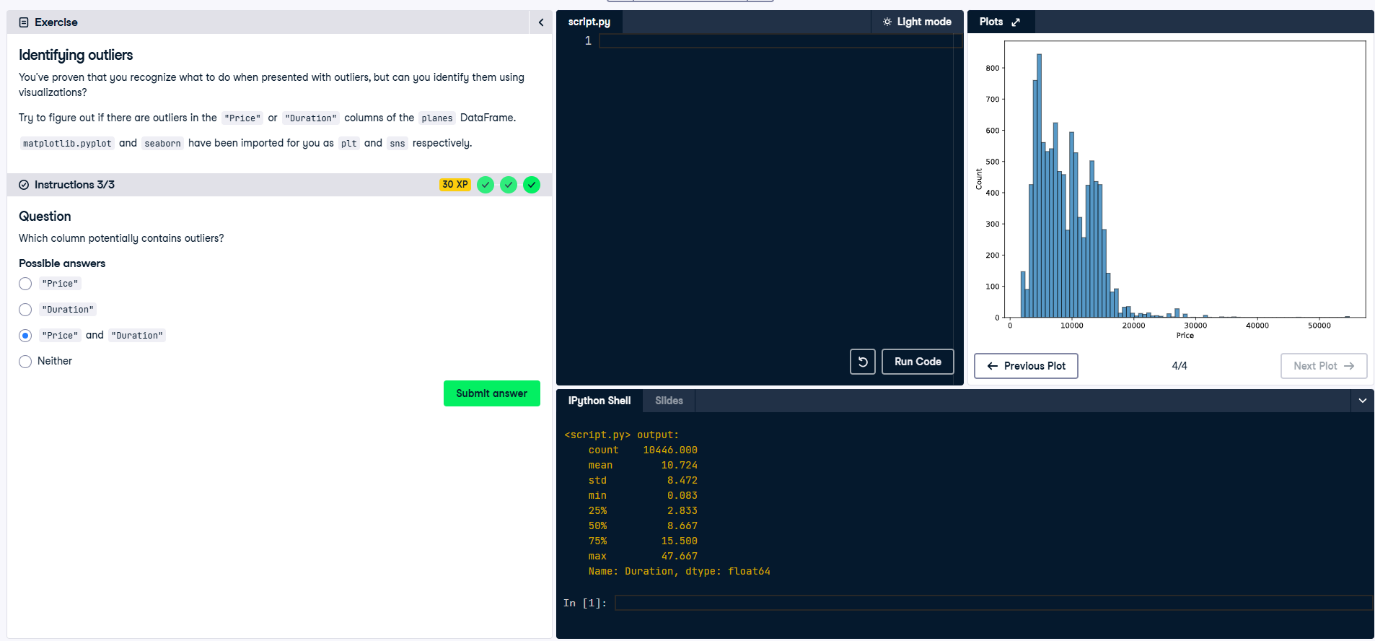 Exercise
Identifying outliers
You've proven that you recognize what to do when presented with outliers, but can you identify them using
visualizations?
Try to figure out if there are outliers in the "Price" or "Duration" columns of the planes DataFrame.
matplotlib.pyplot and seaborn have been imported for you as plt and sns respectively.
Instructions 3/3
30 XP
Question
Which column potentially contains outliers?
Possible answers
"Price"
"Duration"
"Price" and "Duration"
Neither
Submit answer
script.py
Light mode
1
Run Code
Plots
800
700
600
500
400
300
200
100
0
Count
0 10000 20000 30000 40000 50000
Price
Previous Plot
4/4
Next Plot
IPython Shell
Slides
<script.py> output:
count 10446.000
mean 10.724
std 8.472
min 0.083
25% 2.833
50% 8.667
75% 15.500
max 47.667
Name: Duration, dtype: float64
In [1]: